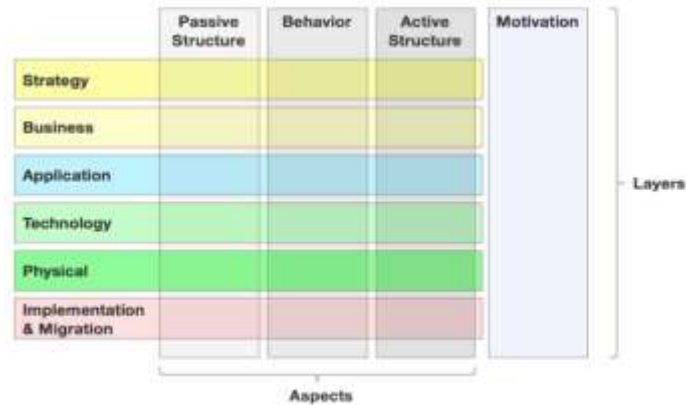 Passive
Structure
Behavior
Active
Structure
Motivation
Strategy
Business
Application
Technology
Physical
Implementation
& Migration
Layers
Aspects